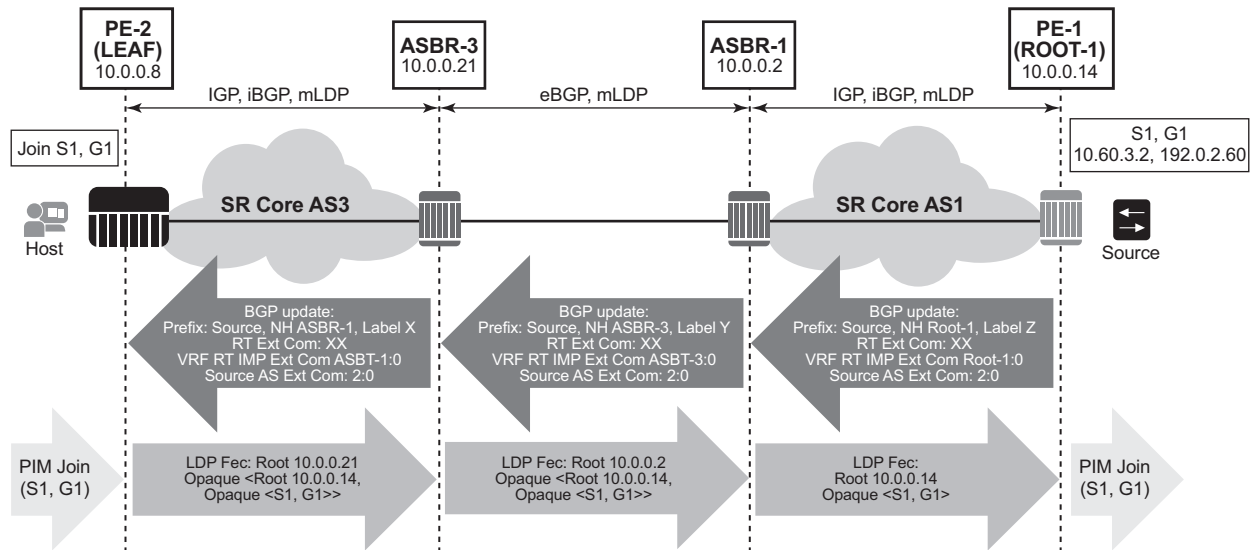 PE-2
(LEAF)
10.0.0.8
ASBR-3
10.0.0.21
ASBR-1
10.0.0.2
PE-1
(ROOT-1)
10.0.0.14
IGP, iBGP, mLDP
eBGP, mLDP
IGP, iBGP, mLDP
Join S1, G1
S1, G1
10.60.3.2, 192.0.2.60
Host
SR Core AS3
SR Core AS1
Source
BGP update:
Prefix: Source, NH ASBR-1, Label X
RT Ext Com: XX
VRF RT IMP Ext Com ASBT-1:0
Source AS Ext Com: 2:0
BGP update:
Prefix: Source, NH ASBR-3, Label Y
RT Ext Com: XX
VRF RT IMP Ext Com ASBT-3:0
Source AS Ext Com: 2:0
BGP update:
Prefix: Source, NH Root-1, Label Z
RT Ext Com: XX
VRF RT IMP Ext Com Root-1:0
Source AS Ext Com: 2:0
PIM Join
(S1, G1)
LDP Fec: Root 10.0.0.21
Opaque <Root 10.0.0.14,
Opaque <S1, G1>>
LDP Fec: Root 10.0.0.2
Opaque <Root 10.0.0.14,
Opaque <S1, G1>>
LDP Fec:
Root 10.0.0.14
Opaque <S1, G1>
PIM Join
(S1, G1)